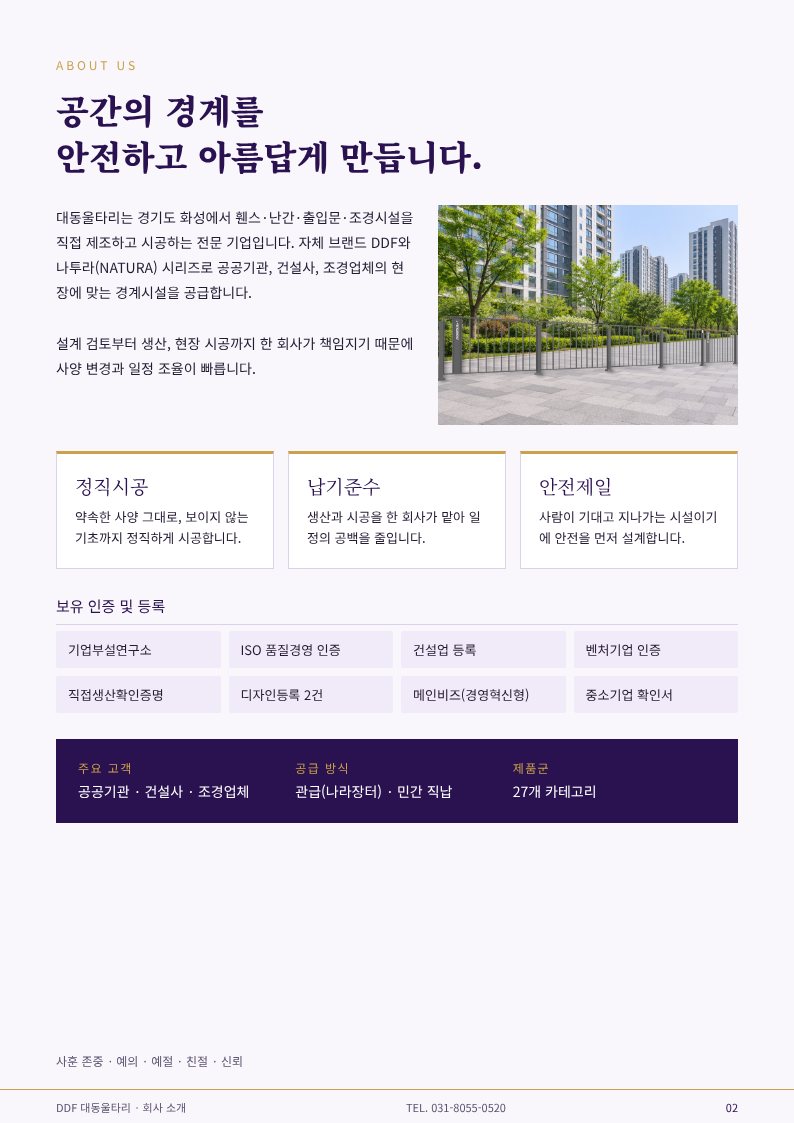 ABOUT US
공간의 경계를
안전하고 아름답게 만듭니다.
대동울타리는 경기도 화성에서 휀스·난간·출입문·조경시설을
직접 제조하고 시공하는 전문 기업입니다. 자체 브랜드 DDF와
나투라(NATURA) 시리즈로 공공기관, 건설사, 조경업체의 현
장에 맞는 경계시설을 공급합니다.
설계 검토부터 생산, 현장 시공까지 한 회사가 책임지기 때문에
사양 변경과 일정 조율이 빠릅니다.
정직시공
약속한 사양 그대로, 보이지 않는
기초까지 정직하게 시공합니다.
납기준수
생산과 시공을 한 회사가 맡아 일
정의 공백을 줄입니다.
안전제일
사람이 기대고 지나가는 시설이기
에 안전을 먼저 설계합니다.
보유 인증 및 등록
기업부설연구소
ISO 품질경영 인증
건설업 등록
벤처기업 인증
직접생산확인증명
디자인등록 2건
메인비즈(경영혁신형)
중소기업 확인서
주요 고객
공공기관 · 건설사 · 조경업체
공급 방식
관급(나라장터) · 민간 직납
제품군
27개 카테고리
사훈 존중 · 예의 · 예절 · 친절 · 신뢰
DDF 대동울타리 · 회사 소개
TEL. 031-8055-0520
02